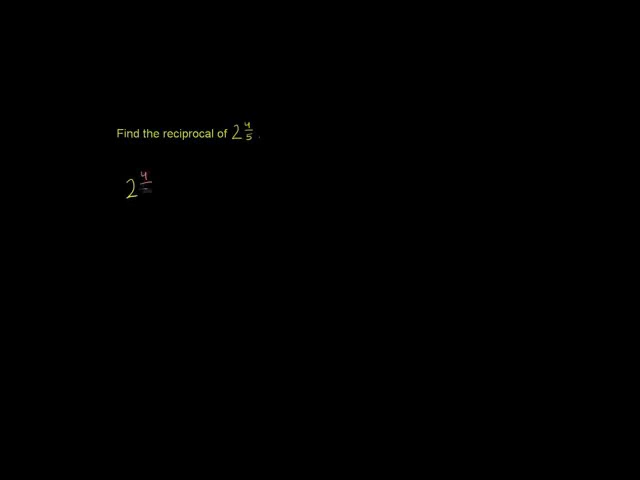 Find the reciprocal of 2 4/5 .
2 4/